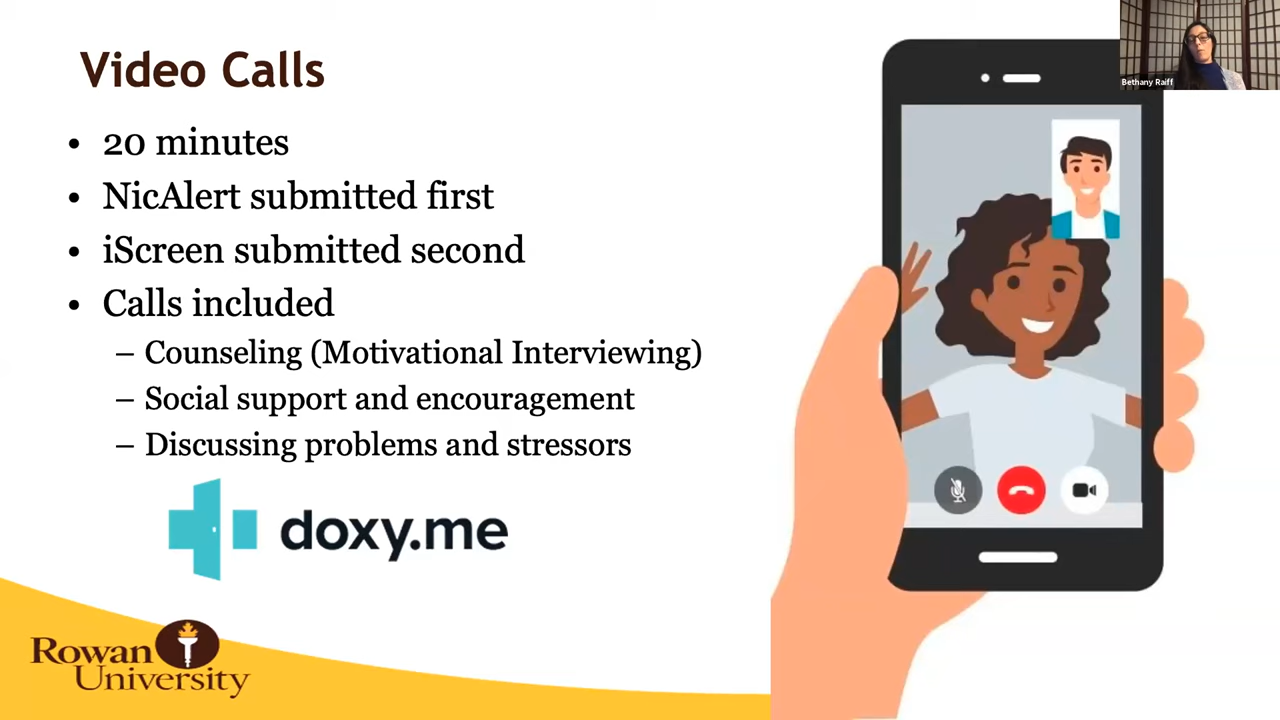 Video Calls
• 20 minutes
• NicAlert submitted first
• iScreen submitted second
• Calls included
– Counseling (Motivational Interviewing)
– Social support and encouragement
– Discussing problems and stressors
doxy.me
Rowan
University
Bethany Raiff